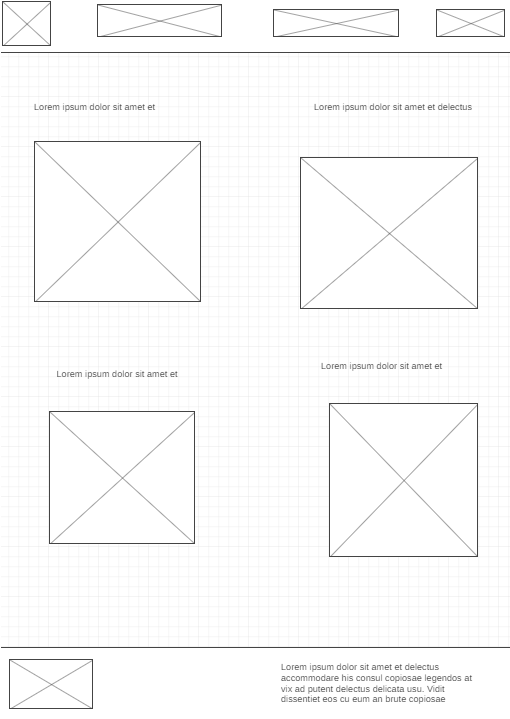 Lorem ipsum dolor sit amet et
Lorem ipsum dolor sit amet et delectus
Lorem ipsum dolor sit amet et
Lorem ipsum dolor sit amet et
Lorem ipsum dolor sit amet et delectus
accommodare his consul copiosae legendos at
vix ad putent delectus delicata usu. Vidit
dissentiet eos cu eum an brute copiosae